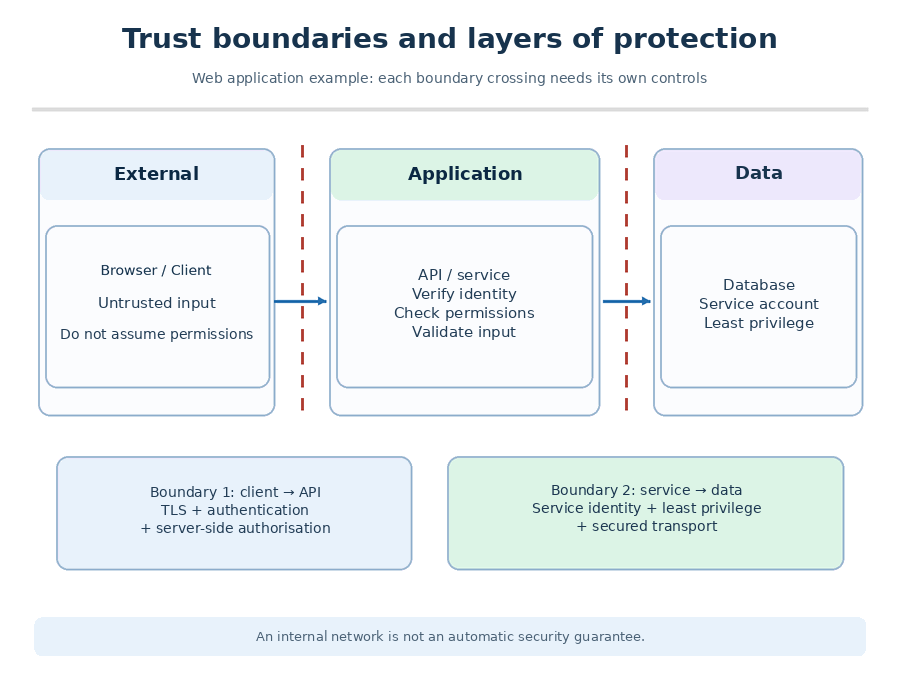 Trust boundaries and layers of protection
Web application example: each boundary crossing needs its own controls
External
Browser / Client
Untrusted input
Do not assume permissions
Application
API / service
Verify identity
Check permissions
Validate input
Data
Database
Service account
Least privilege
Boundary 1: client → API
TLS + authentication
+ server-side authorisation
Boundary 2: service → data
Service identity + least privilege
+ secured transport
An internal network is not an automatic security guarantee.